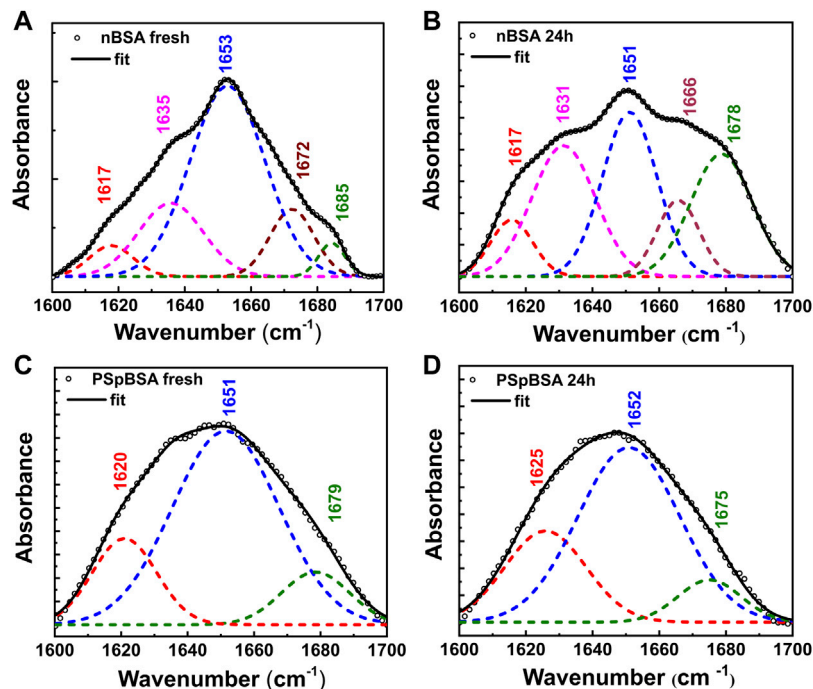 A
nBSA fresh
fit
1617
1635
1653
1672
1685
Absorbance
1600 1620 1640 1660 1680 1700
Wavenumber (cm⁻¹)
B
nBSA 24h
fit
1617
1631
1651
1666
1678
Absorbance
1600 1620 1640 1660 1680 1700
Wavenumber (cm⁻¹)
C
PSpBSA fresh
fit
1620
1651
1679
Absorbance
1600 1620 1640 1660 1680 1700
Wavenumber (cm⁻¹)
D
PSpBSA 24h
fit
1625
1652
1675
Absorbance
1600 1620 1640 1660 1680 1700
Wavenumber (cm⁻¹)